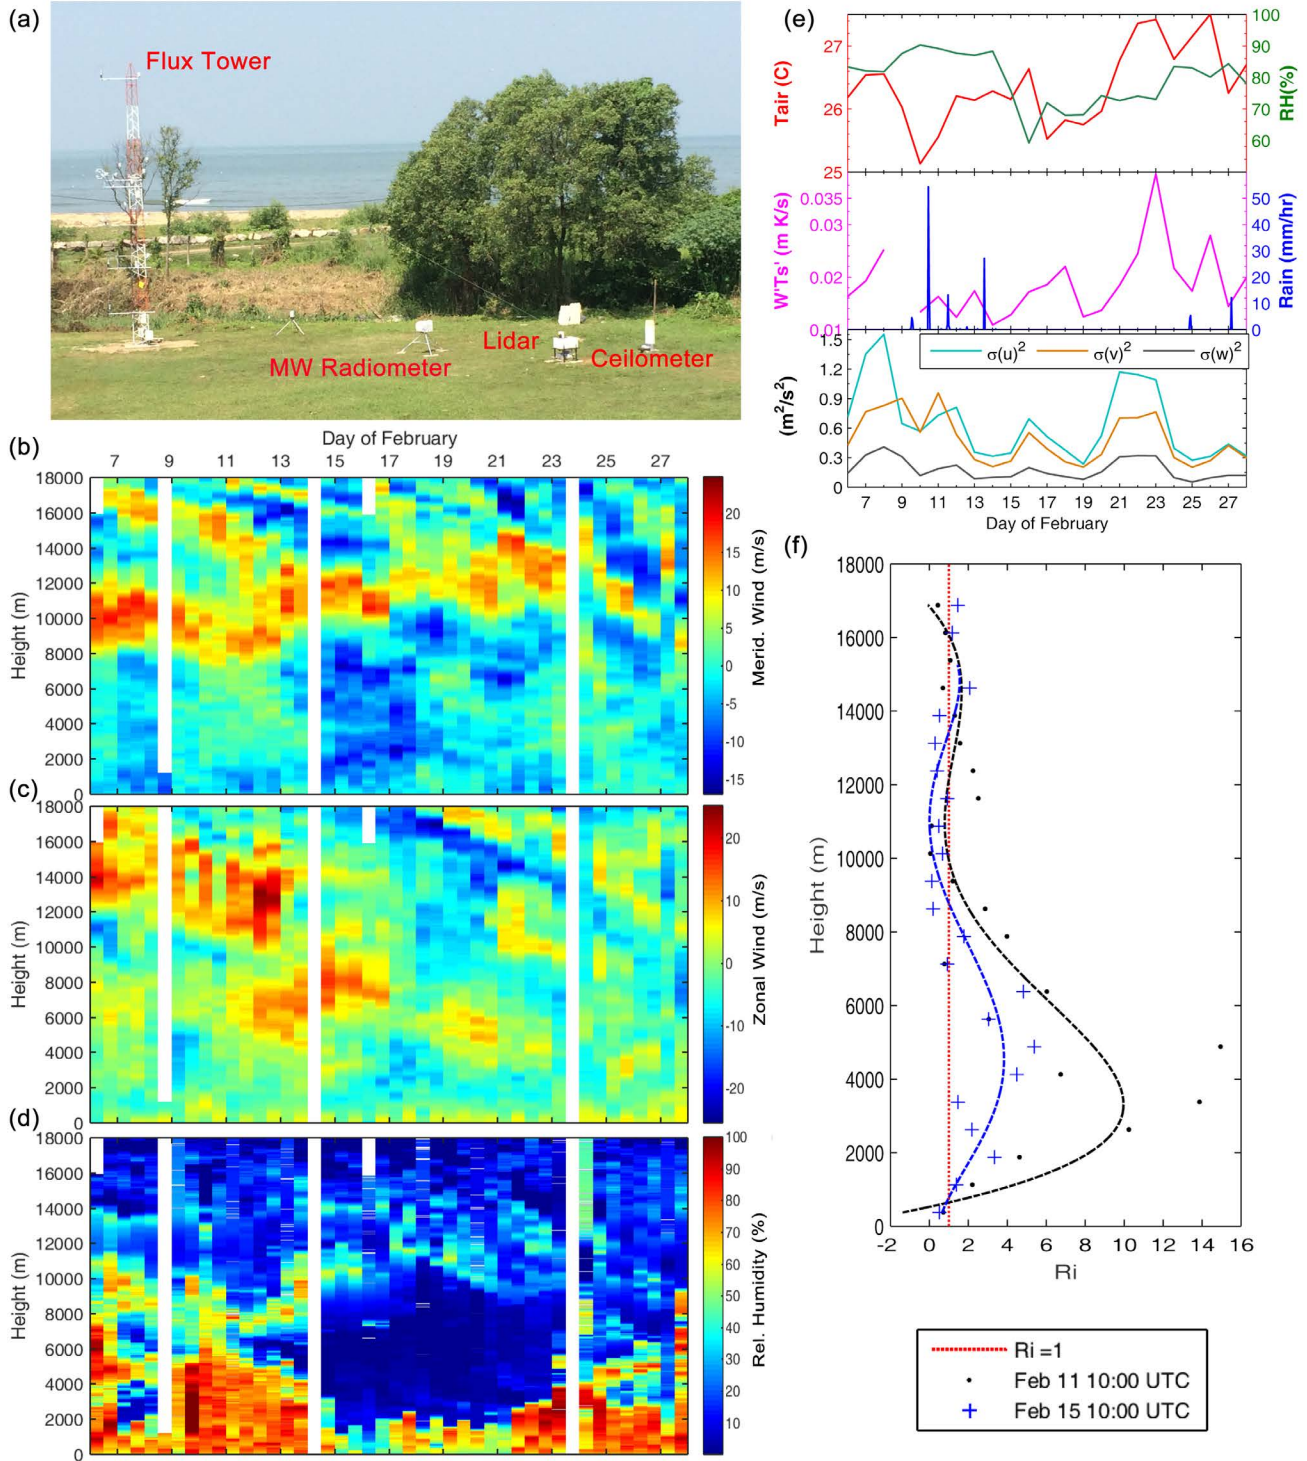 (a)
Flux Tower
MW Radiometer
Lidar
Ceilometer
(b)
Day of February
7 9 11 13 15 17 19 21 23 25 27
18000
16000
14000
12000
10000
8000
6000
4000
2000
0
Height (m)
20
15
10
5
0
-5
-10
-15
Merid. Wind (m/s)
(c)
18000
16000
14000
12000
10000
8000
6000
4000
2000
0
Height (m)
20
10
0
-10
-20
Zonal Wind (m/s)
(d)
18000
16000
14000
12000
10000
8000
6000
4000
2000
0
Height (m)
100
90
80
70
60
50
40
30
20
10
Rel. Humidity (%)
(e)
27
26
25
Tair (C)
100
90
80
70
60
RH(%)
0.035
0.03
0.02
0.01
W'Ts' (m K/s)
50
40
30
20
10
0
Rain (mm/hr)
1.5
1.2
0.9
0.6
0.3
0
(m²/s²)
σ(u)² σ(v)² σ(w)²
7 9 11 13 15 17 19 21 23 25 27
Day of February
(f)
18000
16000
14000
12000
10000
8000
6000
4000
2000
0
Height (m)
-2 0 2 4 6 8 10 12 14 16
Ri
Ri =1
Feb 11 10:00 UTC
Feb 15 10:00 UTC